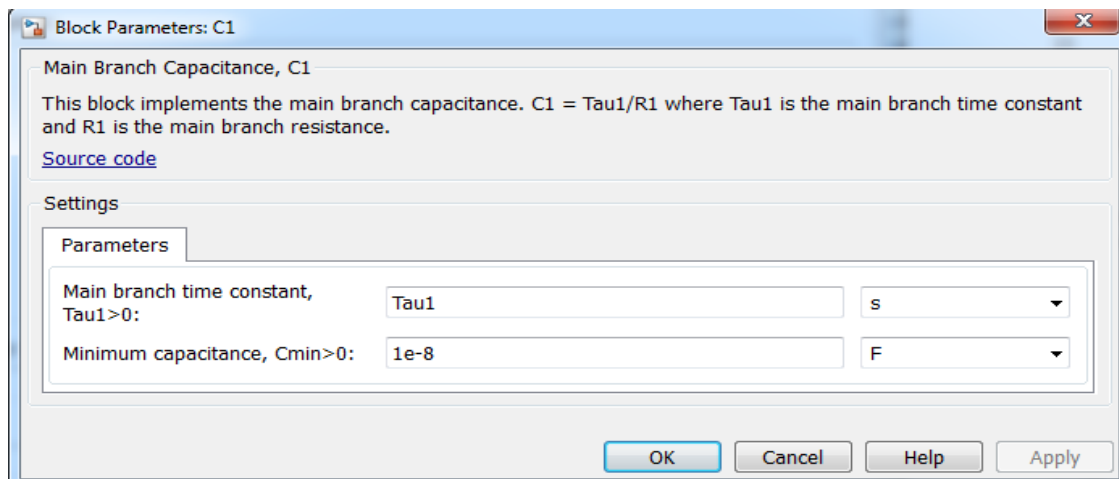 Block Parameters: C1
Main Branch Capacitance, C1
This block implements the main branch capacitance. C1 = Tau1/R1 where Tau1 is the main branch time constant
and R1 is the main branch resistance.
Source code
Settings
Parameters
Main branch time constant,
Tau1>0:
Tau1
s
Minimum capacitance, Cmin>0:
1e-8
F
OK
Cancel
Help
Apply